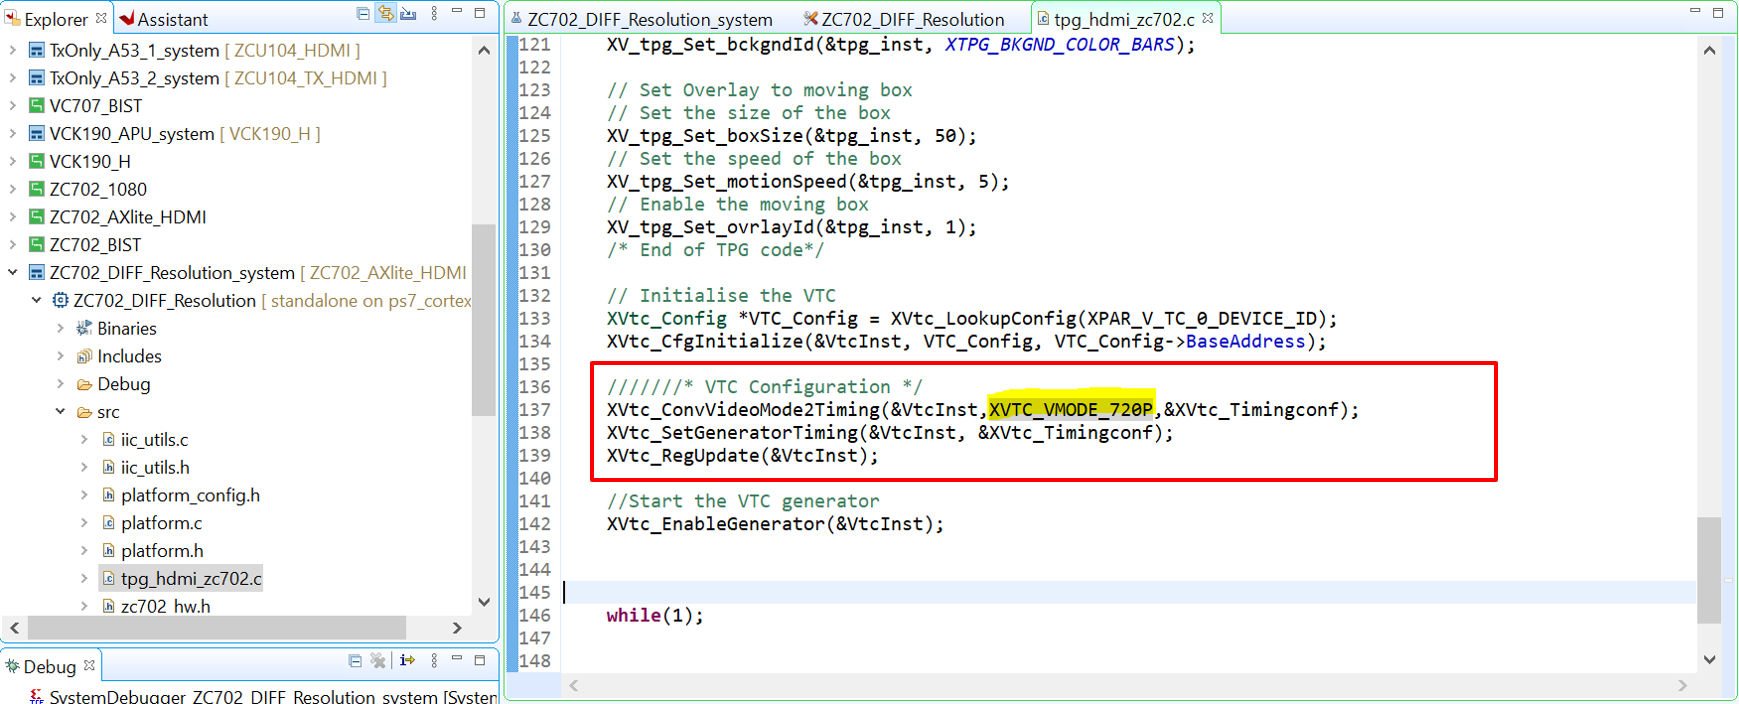 Explorer
Assistant
TxOnly_A53_1_system [ ZCU104_HDMI ]
TxOnly_A53_2_system [ ZCU104_TX_HDMI ]
VC707_BIST
VCK190_APU_system [ VCK190_H ]
VCK190_H
ZC702_1080
ZC702_AXlite_HDMI
ZC702_BIST
ZC702_DIFF_Resolution_system [ ZC702_AXlite_HDMI
ZC702_DIFF_Resolution [ standalone on ps7_cortex
Binaries
Includes
Debug
src
iic_utils.c
iic_utils.h
platform_config.h
platform.c
platform.h
tpg_hdmi_zc702.c
zc702_hw.h
Debug
SystemDebugger_ZC702_DIFF_Resolution_system [System
ZC702_DIFF_Resolution_system
ZC702_DIFF_Resolution
tpg_hdmi_zc702.c
121 XV_tpg_Set_bckgndId(&tpg_inst, XTPG_BKGND_COLOR_BARS);
122
123 // Set Overlay to moving box
124 // Set the size of the box
125 XV_tpg_Set_boxSize(&tpg_inst, 50);
126 // Set the speed of the box
127 XV_tpg_Set_motionSpeed(&tpg_inst, 5);
128 // Enable the moving box
129 XV_tpg_Set_ovrlayId(&tpg_inst, 1);
130 /* End of TPG code*/
131
132 // Initialise the VTC
133 XVtc_Config *VTC_Config = XVtc_LookupConfig(XPAR_V_TC_0_DEVICE_ID);
134 XVtc_CfgInitialize(&VtcInst, VTC_Config, VTC_Config->BaseAddress);
135
136 ///////* VTC Configuration */
137 XVtc_ConvVideoMode2Timing(&VtcInst,XVTC_VMODE_720P,&XVtc_Timingconf);
138 XVtc_SetGeneratorTiming(&VtcInst, &XVtc_Timingconf);
139 XVtc_RegUpdate(&VtcInst);
140
141 //Start the VTC generator
142 XVtc_EnableGenerator(&VtcInst);
143
144
145
146 while(1);
147
148